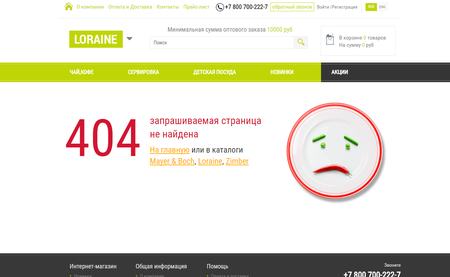 О компании Оплата и Доставка Контакты Прайс-лист +7 800 700-222-7 обратный звонок Войти /Регистрация RUB
Минимальная сумма оптового заказа 10000 руб
LORAINE
Поиск
В корзине 0 товаров
На сумму 0 руб
ЧАЙ,КОФЕ СЕРВИРОВКА ДЕТСКАЯ ПОСУДА НОВИНКИ АКЦИИ
404
запрашиваемая страница
не найдена
На главную или в каталоги
Mayer & Boch, Loraine, Zimber
Интернет-магазин Общая информация Помощь Звоните
+7 800 700-222-7